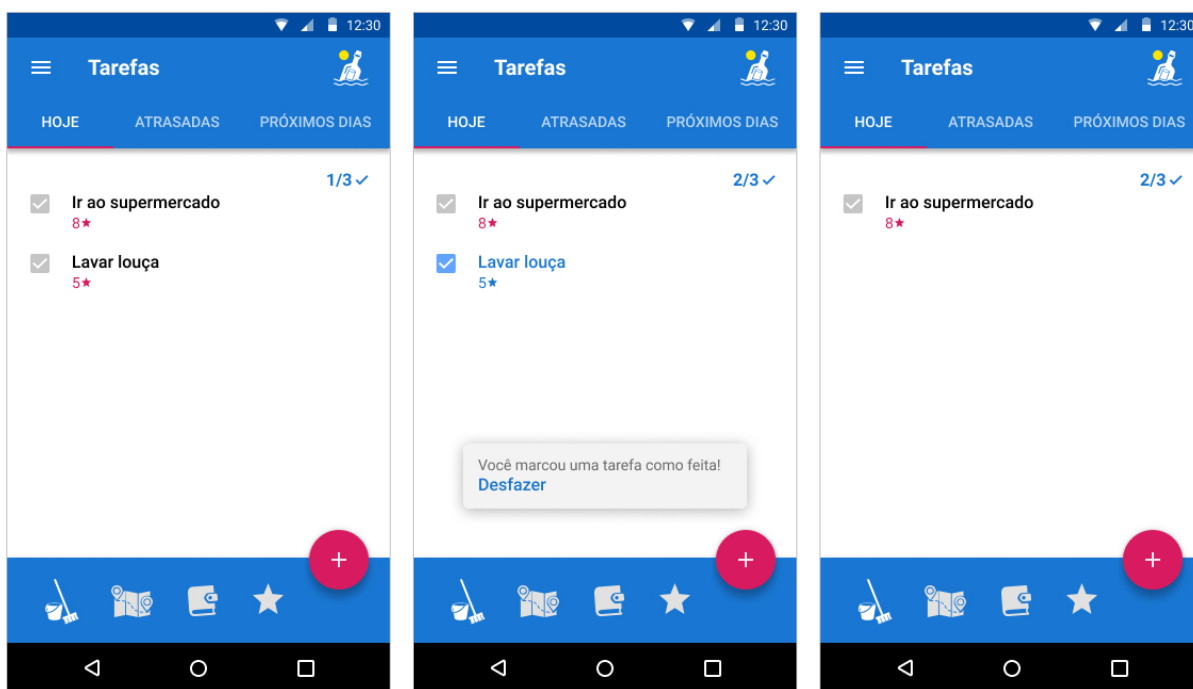 12:30
Tarefas
HOJE ATRASADAS PRÓXIMOS DIAS
1/3
Ir ao supermercado
8★
Lavar louça
5★
+
12:30
Tarefas
HOJE ATRASADAS PRÓXIMOS DIAS
2/3
Ir ao supermercado
8★
Lavar louça
5★
Você marcou uma tarefa como feita!
Desfazer
+
12:30
Tarefas
HOJE ATRASADAS PRÓXIMOS DIAS
2/3
Ir ao supermercado
8★
+